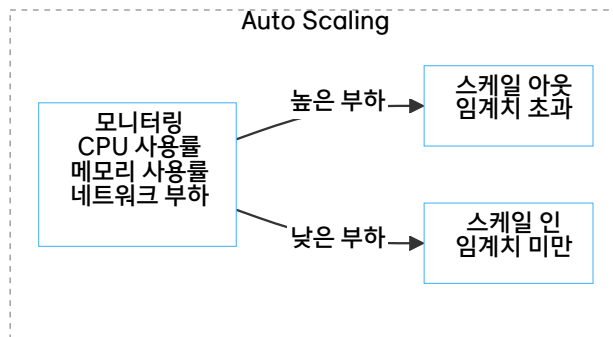 Auto Scaling
모니터링
CPU 사용률
메모리 사용률
네트워크 부하
높은 부하
스케일 아웃
임계치 초과
낮은 부하
스케일 인
임계치 미만